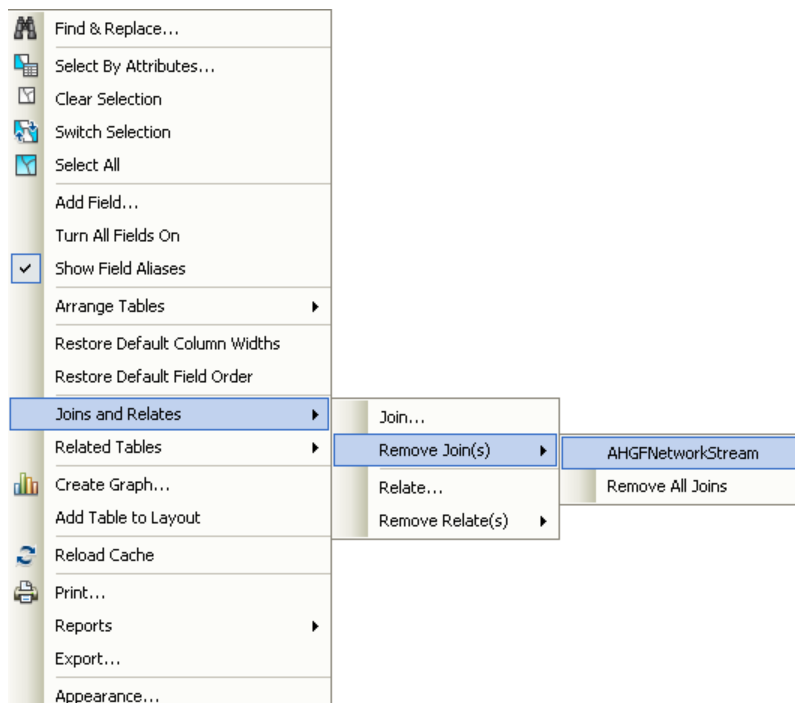 Find & Replace...
Select By Attributes...
Clear Selection
Switch Selection
Select All
Add Field...
Turn All Fields On
Show Field Aliases
Arrange Tables
Restore Default Column Widths
Restore Default Field Order
Joins and Relates
Related Tables
Create Graph...
Add Table to Layout
Reload Cache
Print...
Reports
Export...
Appearance...
Join...
Remove Join(s)
Relate...
Remove Relate(s)
AHGFNetworkStream
Remove All Joins